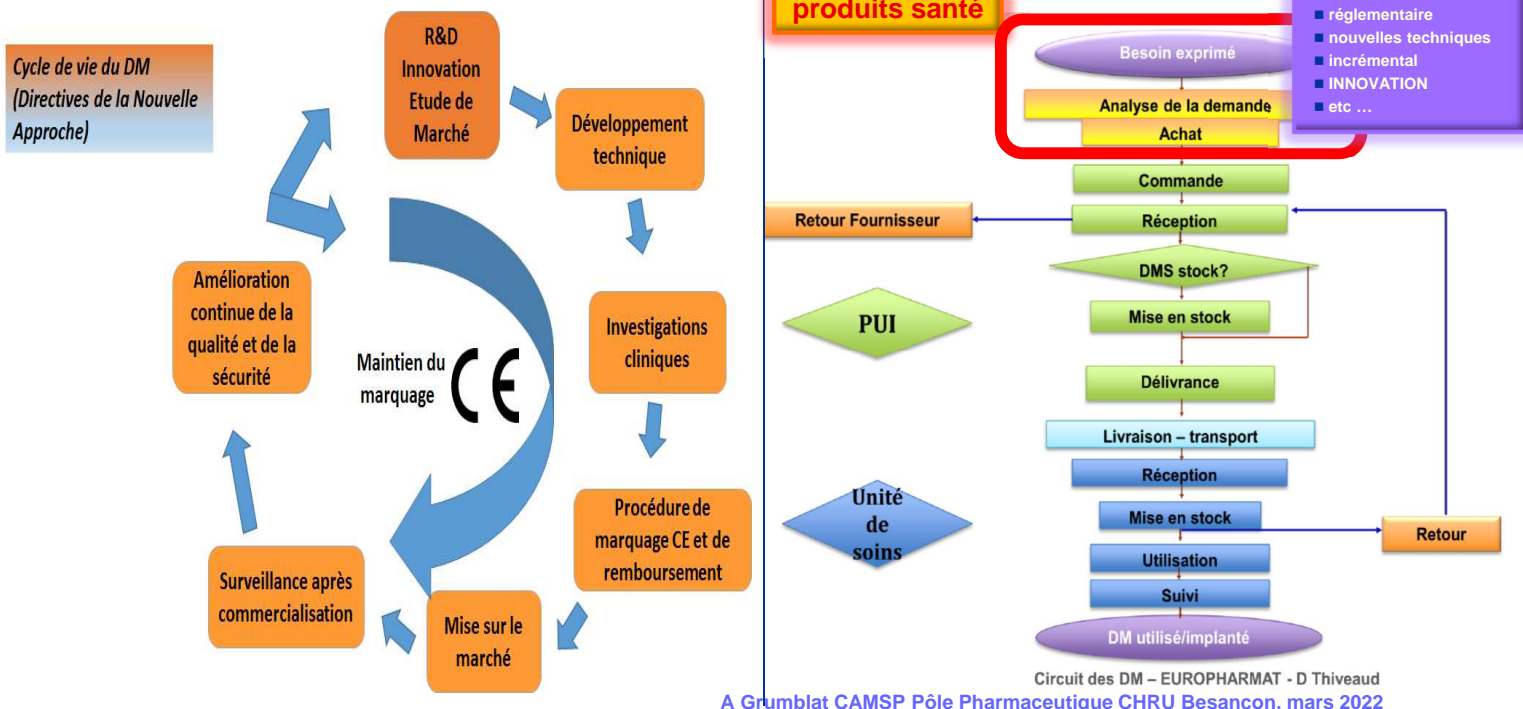 Cycle de vie du DM
(Directives de la Nouvelle
Approche)
R&D
Innovation
Etude de
Marché
Développement
technique
Investigations
cliniques
Procédure de
marquage CE et de
remboursement
Mise sur le
marché
Surveillance après
commercialisation
Amélioration
continue de la
qualité et de la
sécurité
Maintien du
marquage
CE
produits santé
réglementaire
nouvelles techniques
incrémental
INNOVATION
etc ...
Besoin exprimé
Analyse de la demande
Achat
Commande
Retour Fournisseur
Réception
DMS stock?
PUI
Mise en stock
Délivrance
Livraison – transport
Réception
Unité
de
soins
Mise en stock
Retour
Utilisation
Suivi
DM utilisé/implanté
Circuit des DM – EUROPHARMAT - D Thiveaud
A Grumblat CAMSP Pôle Pharmaceutique CHRU Besançon, mars 2022